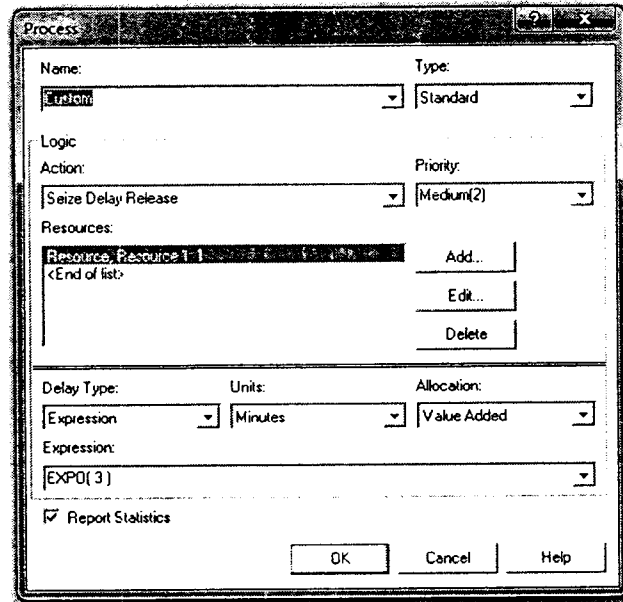 Process
Name:
Type:
Custom
Standard
Logic
Action:
Priority:
Seize Delay Release
Medium(2)
Resources:
Resource, Resource 1, 1
<End of list>
Add...
Edit...
Delete
Delay Type:
Units:
Allocation:
Expression
Minutes
Value Added
Expression:
EXPO( 3 )
Report Statistics
OK
Cancel
Help